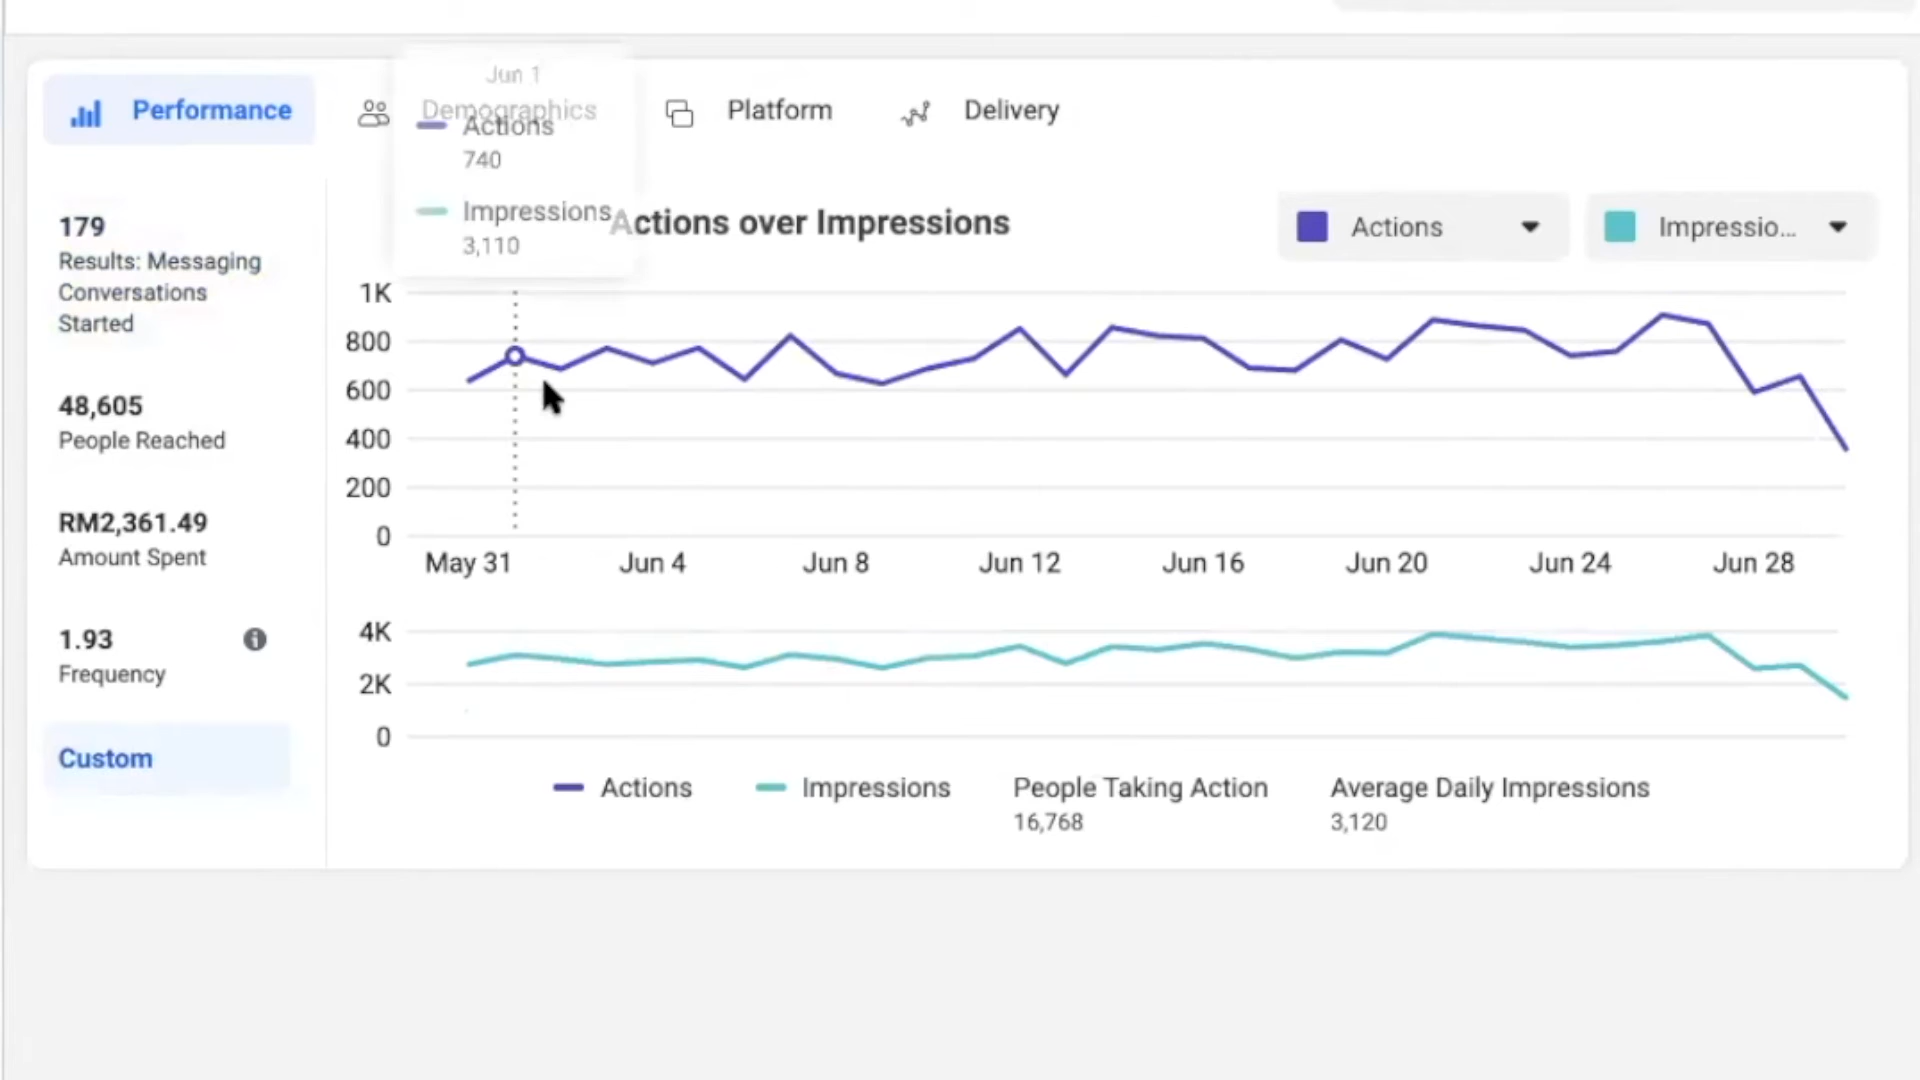 Jun 1
Performance
Demographics
Platform
Delivery
Actions
740
Impressions
3,110
Actions over Impressions
Actions
Impressio...
179
Results: Messaging
Conversations
Started
48,605
People Reached
RM2,361.49
Amount Spent
1.93
Frequency
Custom
1K
800
600
400
200
0
May 31
Jun 4
Jun 8
Jun 12
Jun 16
Jun 20
Jun 24
Jun 28
4K
2K
0
Actions
Impressions
People Taking Action
16,768
Average Daily Impressions
3,120